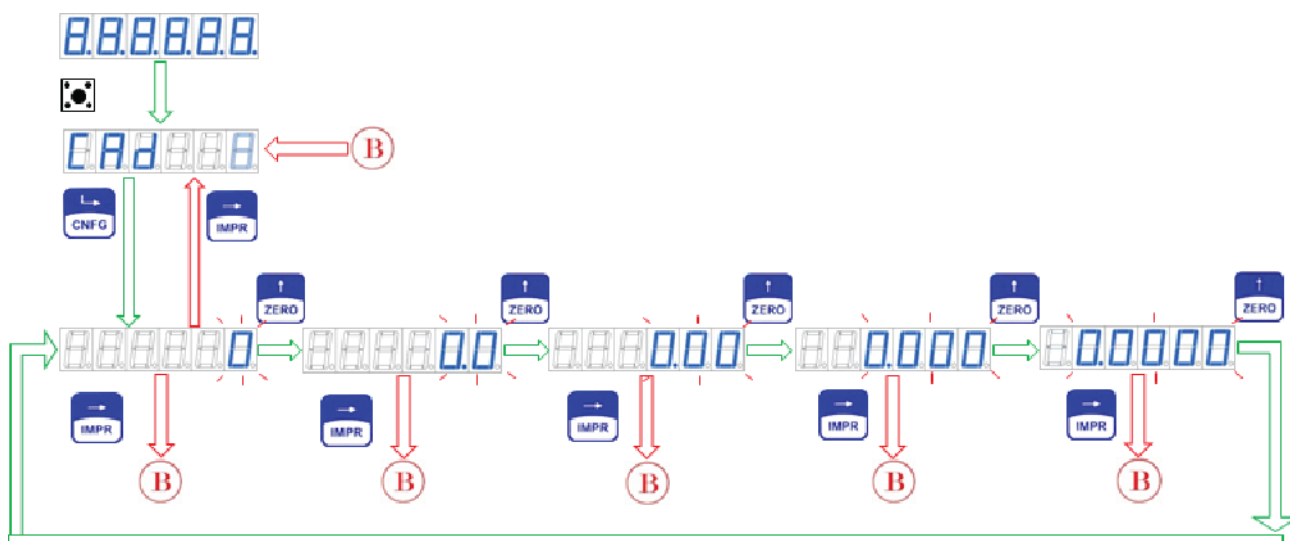 8.8.8.8.8.8.
CAd
B
CNFG
IMPR
ZERO
ZERO
ZERO
ZERO
ZERO
0
0.0
0.00
0.000
0.0000
IMPR
IMPR
IMPR
IMPR
IMPR
B
B
B
B
B